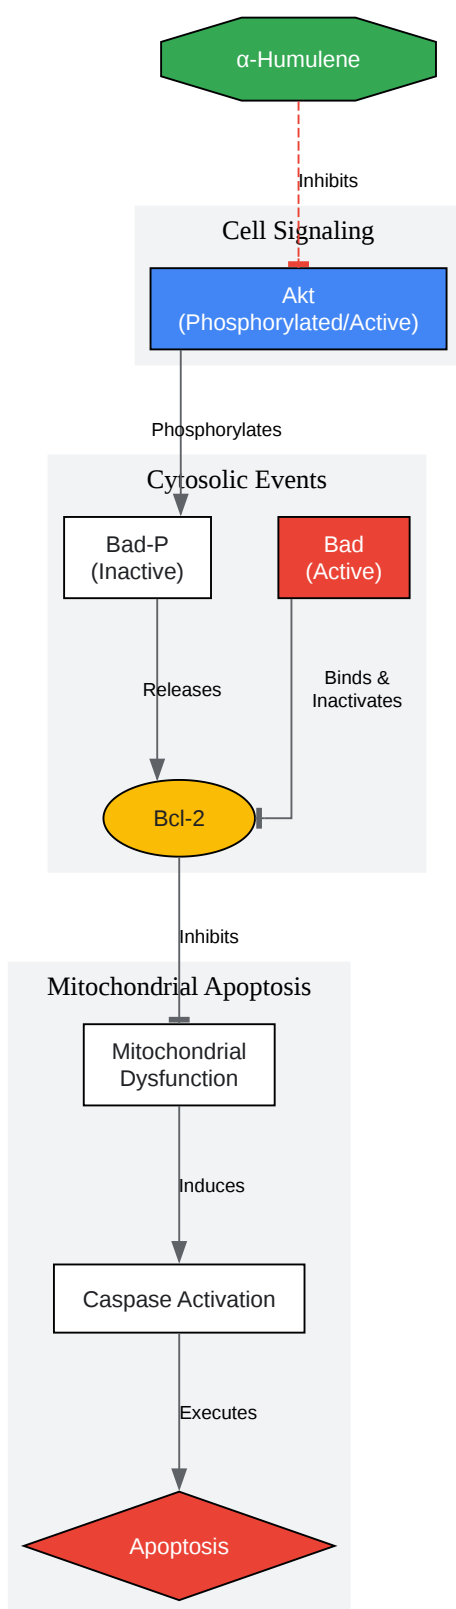 α-Humulene
Inhibits
Cell Signaling
Akt
(Phosphorylated/Active)
Phosphorylates
Cytosolic Events
Bad-P
(Inactive)
Bad
(Active)
Releases
Binds &
Inactivates
Bcl-2
Inhibits
Mitochondrial Apoptosis
Mitochondrial
Dysfunction
Induces
Caspase Activation
Executes
Apoptosis